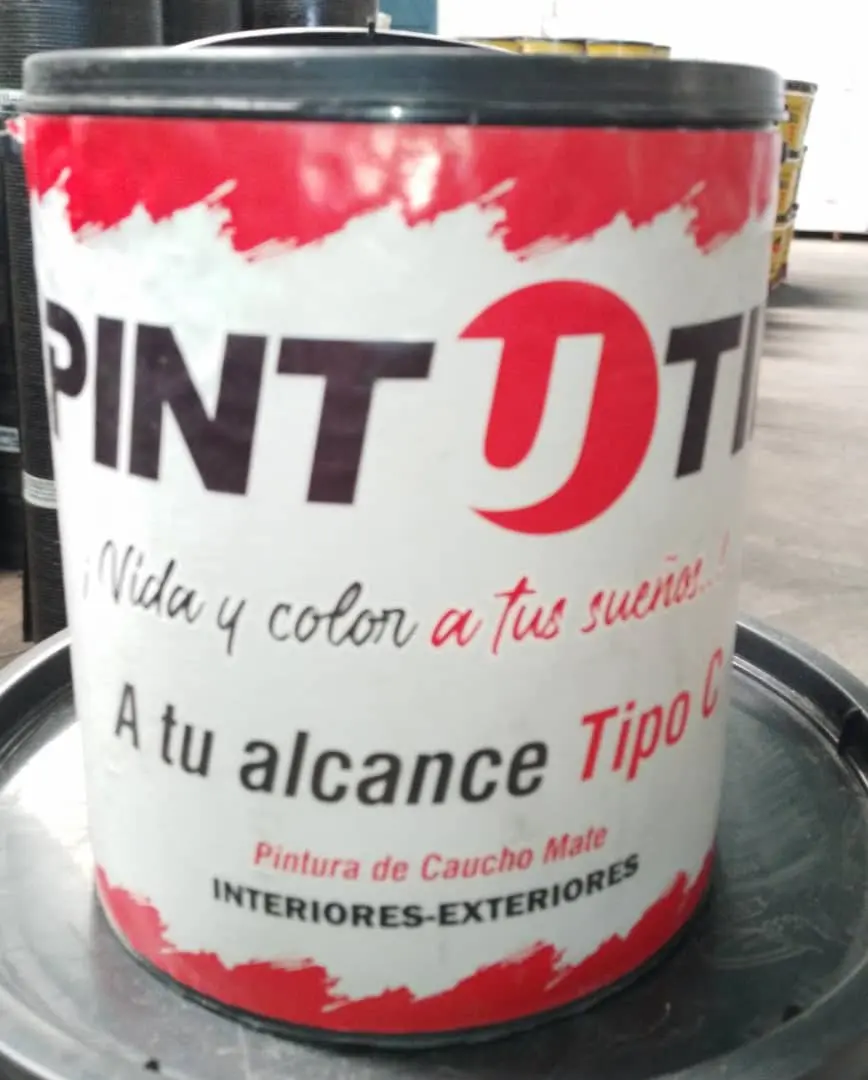 PINTUTI
¡Vida y color a tus sueños...!
A tu alcance Tipo C
Pintura de Caucho Mate
INTERIORES-EXTERIORES